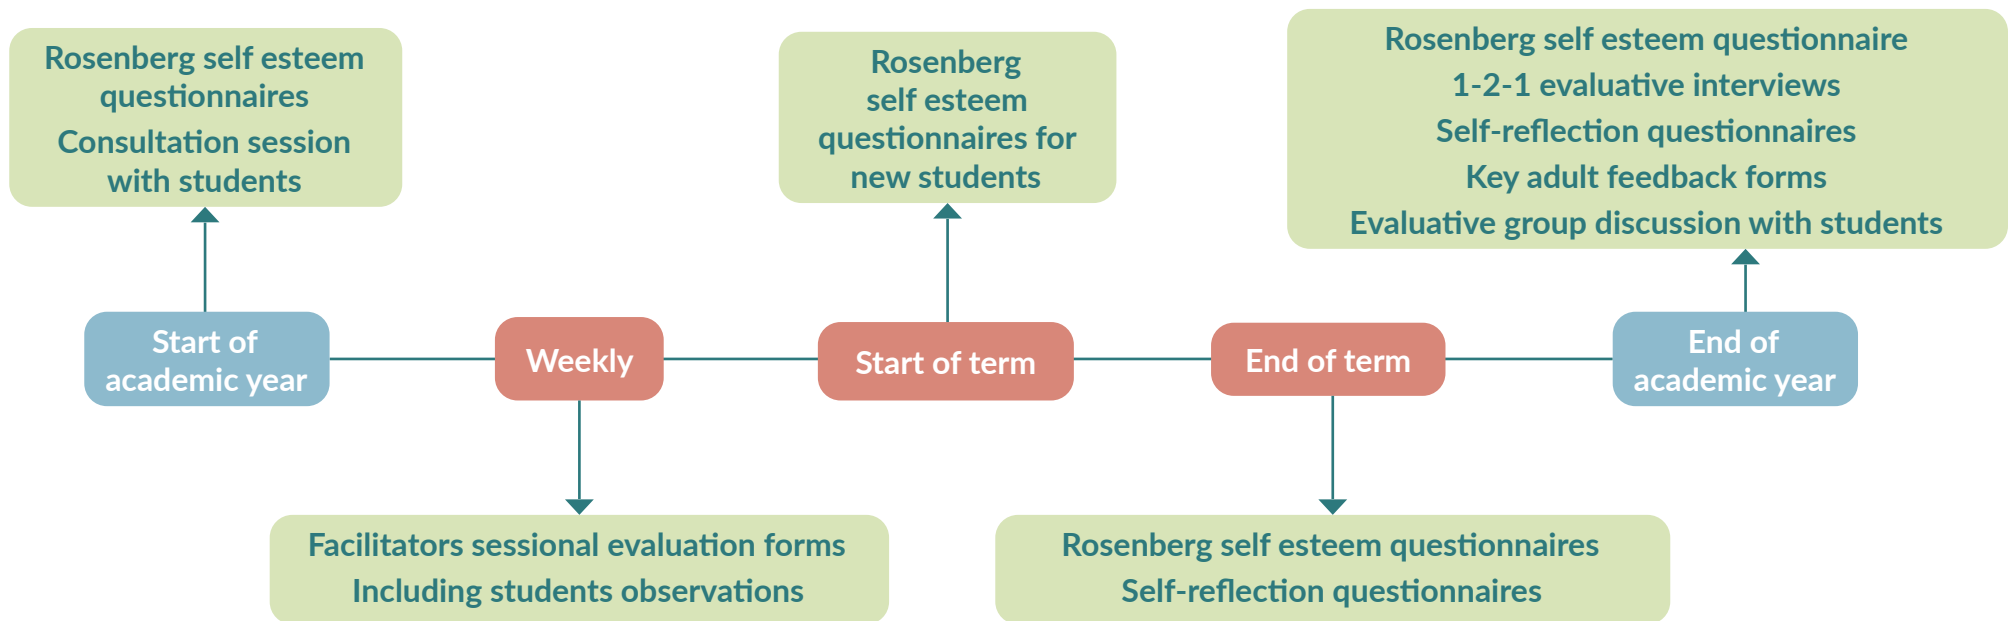 Rosenberg self esteem
questionnaires
Consultation session
with students
Rosenberg
self esteem
questionnaires for
new students
Rosenberg self esteem questionnaire
1-2-1 evaluative interviews
Self-reflection questionnaires
Key adult feedback forms
Evaluative group discussion with students
Start of
academic year
Weekly
Start of term
End of term
End of
academic year
Facilitators sessional evaluation forms
Including students observations
Rosenberg self esteem questionnaires
Self-reflection questionnaires